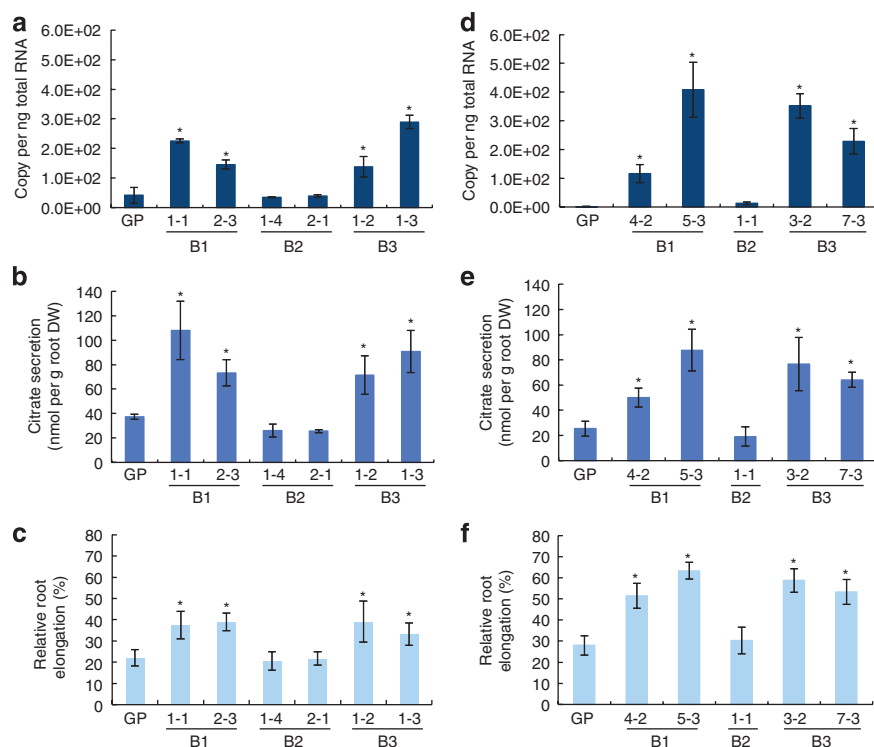 a
Copy per ng total RNA
6.0E+02
5.0E+02
4.0E+02
3.0E+02
2.0E+02
1.0E+02
0.0E+00
* * * *
GP 1-1 2-3 1-4 2-1 1-2 1-3
B1 B2 B3
d
Copy per ng total RNA
6.0E+02
5.0E+02
4.0E+02
3.0E+02
2.0E+02
1.0E+02
0.0E+00
* * * *
GP 4-2 5-3 1-1 3-2 7-3
B1 B2 B3
b
Citrate secretion
(nmol per g root DW)
140
120
100
80
60
40
20
0
* * * *
GP 1-1 2-3 1-4 2-1 1-2 1-3
B1 B2 B3
e
Citrate secretion
(nmol per g root DW)
140
120
100
80
60
40
20
0
* * * *
GP 4-2 5-3 1-1 3-2 7-3
B1 B2 B3
c
Relative root
elongation (%)
80
70
60
50
40
30
20
10
0
* * * *
GP 1-1 2-3 1-4 2-1 1-2 1-3
B1 B2 B3
f
Relative root
elongation (%)
80
70
60
50
40
30
20
10
0
* * * *
GP 4-2 5-3 1-1 3-2 7-3
B1 B2 B3